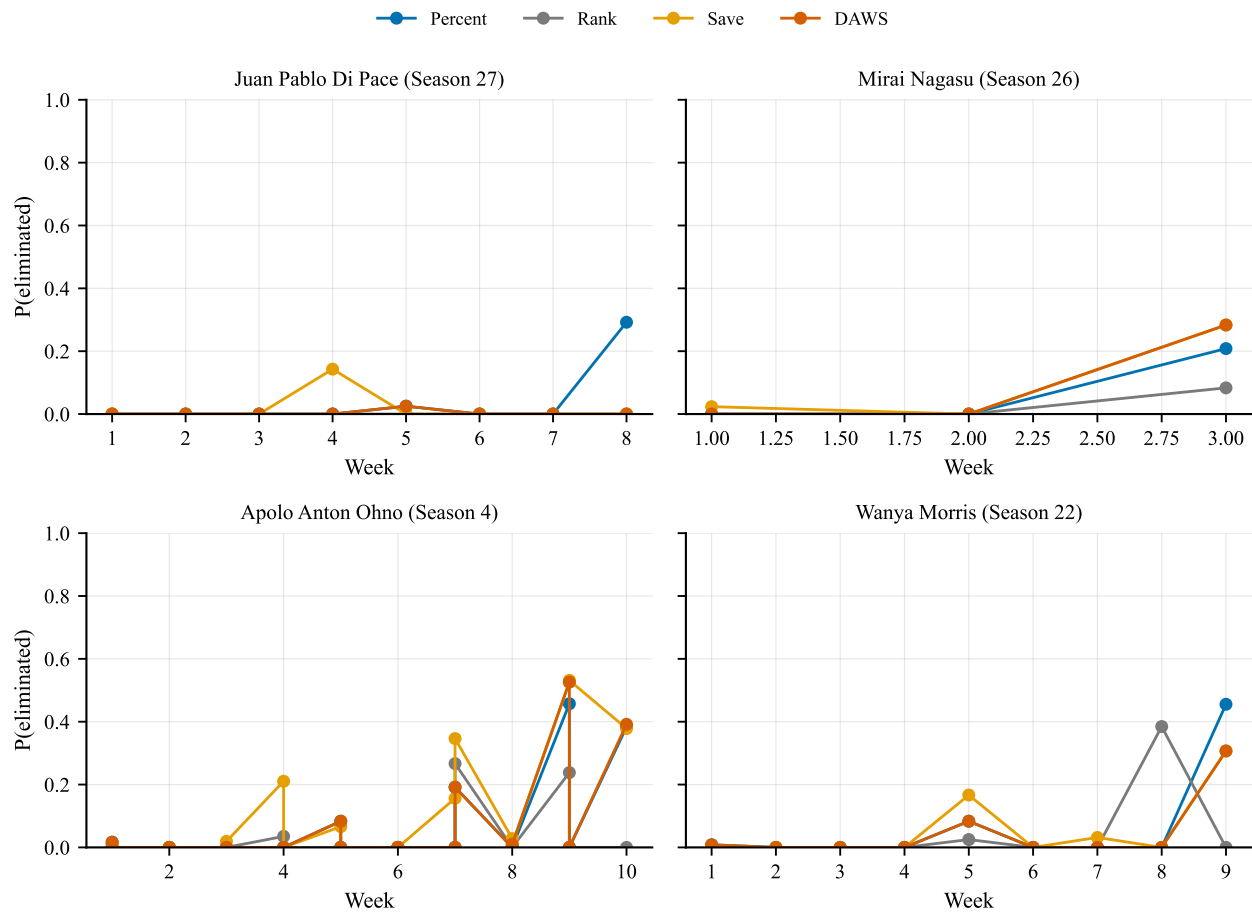 Percent Rank Save DAWS
Juan Pablo Di Pace (Season 27)
Mirai Nagasu (Season 26)
1.0
0.8
0.6
0.4
0.2
0.0
P(eliminated)
1 2 3 4 5 6 7 8
Week
1.00 1.25 1.50 1.75 2.00 2.25 2.50 2.75 3.00
Week
Apolo Anton Ohno (Season 4)
Wanya Morris (Season 22)
1.0
0.8
0.6
0.4
0.2
0.0
P(eliminated)
2 4 6 8 10
Week
1 2 3 4 5 6 7 8 9
Week